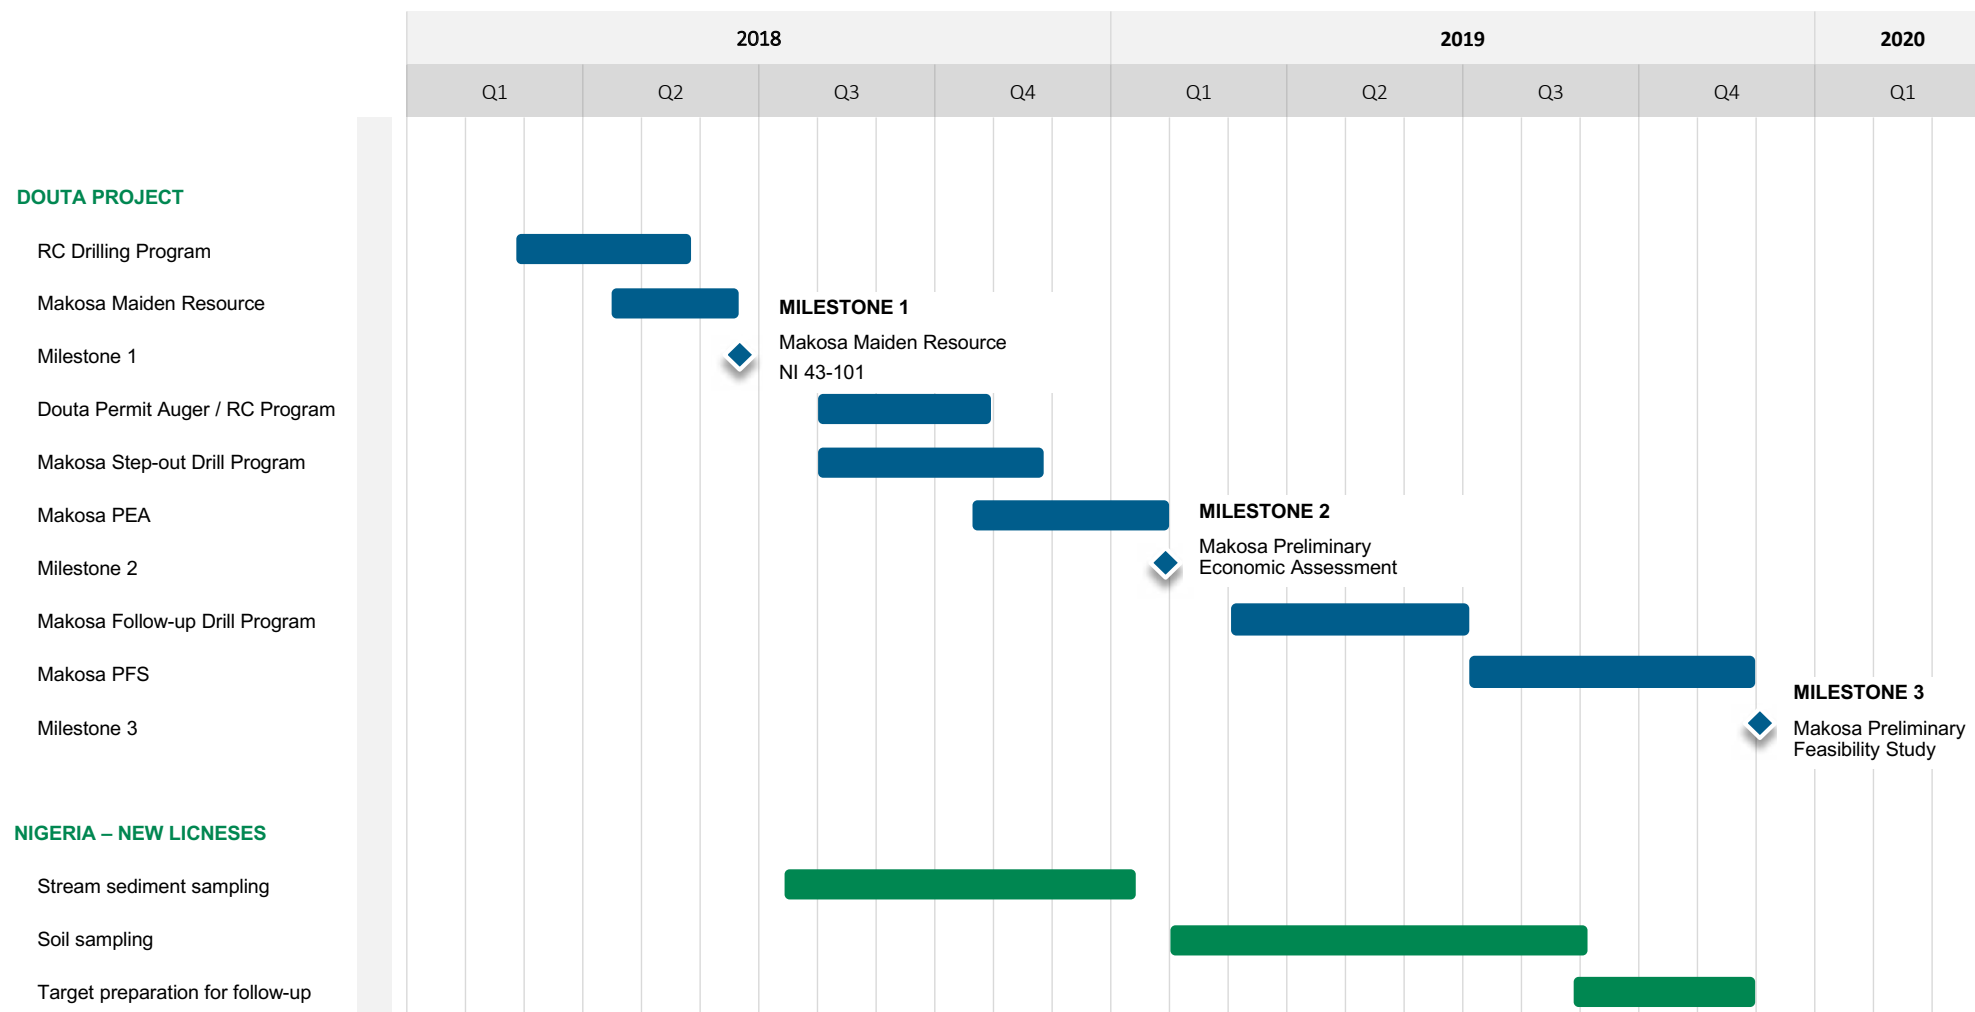 2018
2019
2020
Q1
Q2
Q3
Q4
Q1
Q2
Q3
Q4
Q1
DOUTA PROJECT
RC Drilling Program
Makosa Maiden Resource
MILESTONE 1
Makosa Maiden Resource
NI 43-101
Milestone 1
Douta Permit Auger / RC Program
Makosa Step-out Drill Program
Makosa PEA
MILESTONE 2
Makosa Preliminary
Economic Assessment
Milestone 2
Makosa Follow-up Drill Program
Makosa PFS
MILESTONE 3
Makosa Preliminary
Feasibility Study
Milestone 3
NIGERIA – NEW LICNESES
Stream sediment sampling
Soil sampling
Target preparation for follow-up